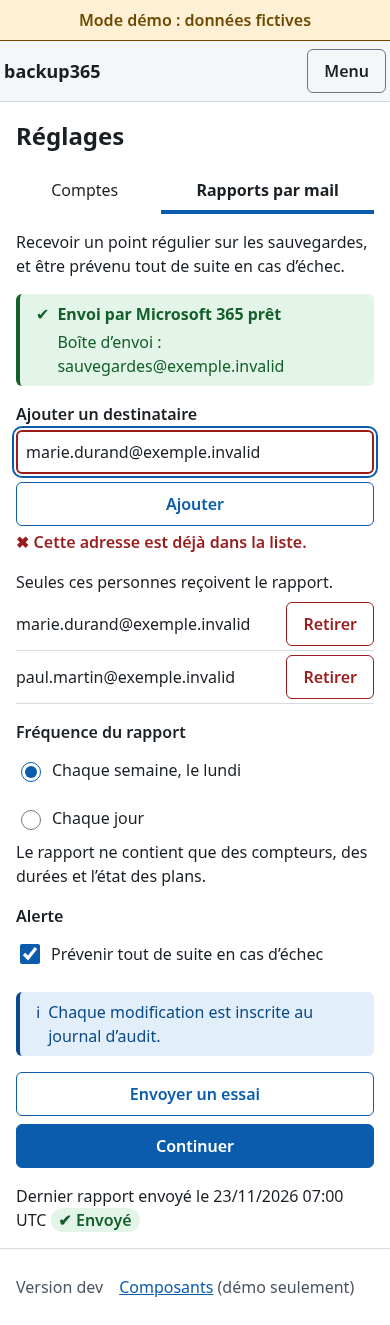 Mode démo : données fictives
backup365
Menu
Réglages
Comptes
Rapports par mail
Recevoir un point régulier sur les sauvegardes,
et être prévenu tout de suite en cas d’échec.
✔ Envoi par Microsoft 365 prêt
Boîte d’envoi :
sauvegardes@exemple.invalid
Ajouter un destinataire
marie.durand@exemple.invalid
Ajouter
✖ Cette adresse est déjà dans la liste.
Seules ces personnes reçoivent le rapport.
marie.durand@exemple.invalid
Retirer
paul.martin@exemple.invalid
Retirer
Fréquence du rapport
Chaque semaine, le lundi
Chaque jour
Le rapport ne contient que des compteurs, des
durées et l’état des plans.
Alerte
Prévenir tout de suite en cas d’échec
i Chaque modification est inscrite au
journal d’audit.
Envoyer un essai
Continuer
Dernier rapport envoyé le 23/11/2026 07:00
UTC ✔ Envoyé
Version dev Composants (démo seulement)